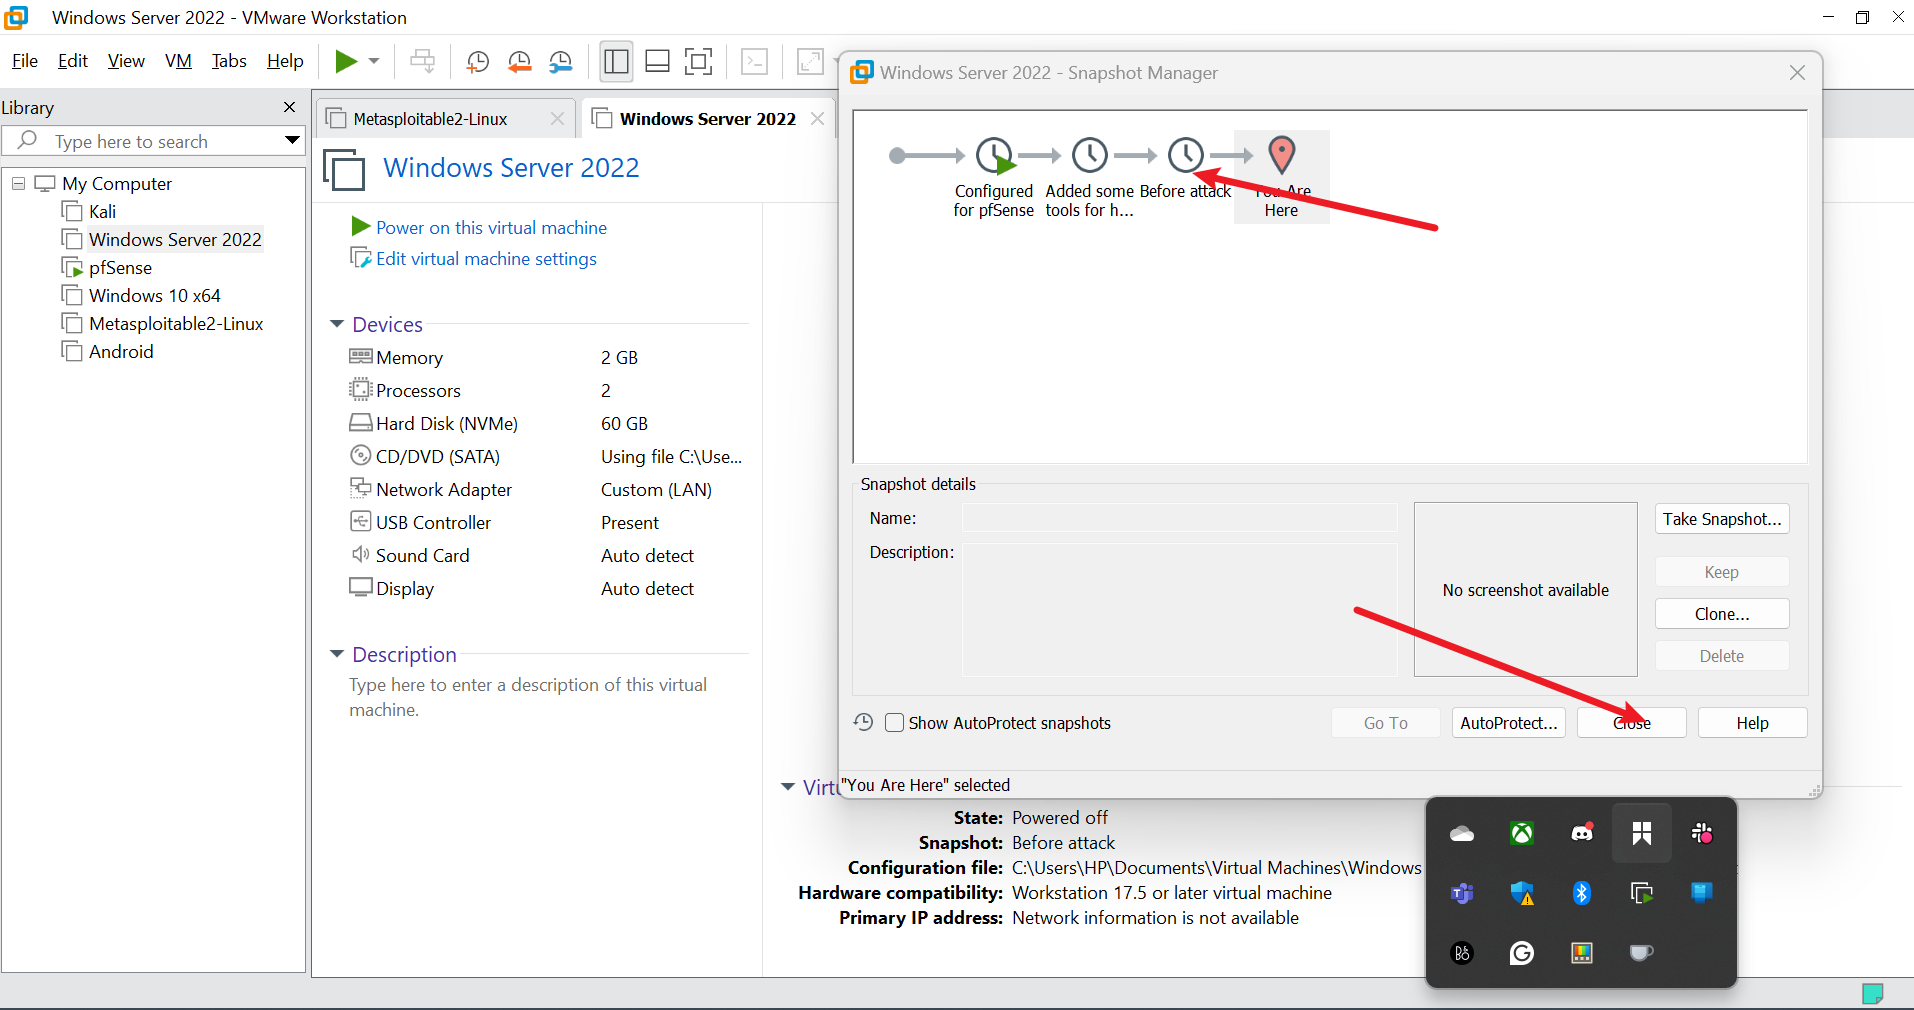 Windows Server 2022 - VMware Workstation
File Edit View VM Tabs Help
Library
Type here to search
My Computer
Kali
Windows Server 2022
pfSense
Windows 10 x64
Metasploitable2-Linux
Android
Metasploitable2-Linux
Windows Server 2022
Windows Server 2022
Power on this virtual machine
Edit virtual machine settings
Devices
Memory 2 GB
Processors 2
Hard Disk (NVMe) 60 GB
CD/DVD (SATA) Using file C:\Use...
Network Adapter Custom (LAN)
USB Controller Present
Sound Card Auto detect
Display Auto detect
Description
Type here to enter a description of this virtual
machine.
Windows Server 2022 - Snapshot Manager
Configured
for pfSense
Added some
tools for h...
Before attack
You Are
Here
Snapshot details
Name:
Description:
No screenshot available
Take Snapshot...
Keep
Clone...
Delete
Show AutoProtect snapshots
Go To
AutoProtect...
Close
Help
"You Are Here" selected
State: Powered off
Snapshot: Before attack
Configuration file: C:\Users\HP\Documents\Virtual Machines\Windows
Hardware compatibility: Workstation 17.5 or later virtual machine
Primary IP address: Network information is not available